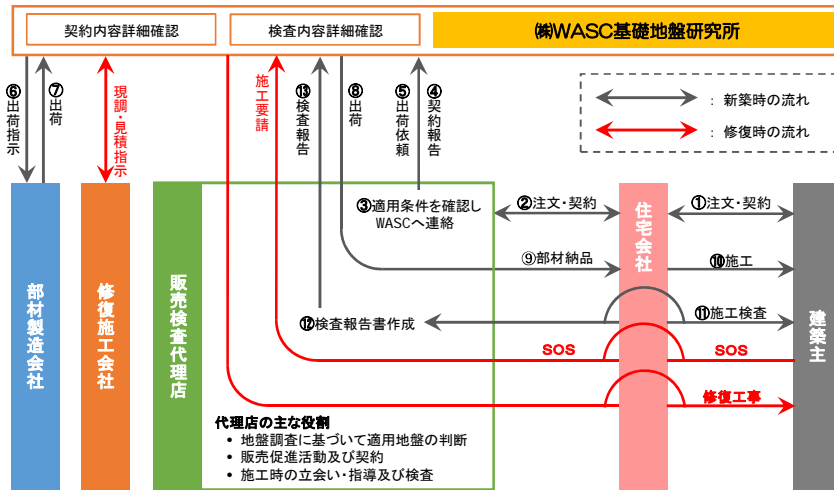 契約内容詳細確認
検査内容詳細確認
㈱WASC基礎地盤研究所
⑥出荷指示
⑦出荷
現調・見積指示
施工要請
⑬検査報告
⑧出荷
⑤出荷依頼
④契約報告
：新築時の流れ
：修復時の流れ
部材製造会社
修復施工会社
販売検査代理店
③適用条件を確認し
WASCへ連絡
②注文・契約
住宅会社
①注文・契約
建築主
⑨部材納品
⑩施工
⑫検査報告書作成
⑪施工検査
SOS
SOS
修復工事
代理店の主な役割
• 地盤調査に基づいて適用地盤の判断
• 販売促進活動及び契約
• 施工時の立会い・指導及び検査